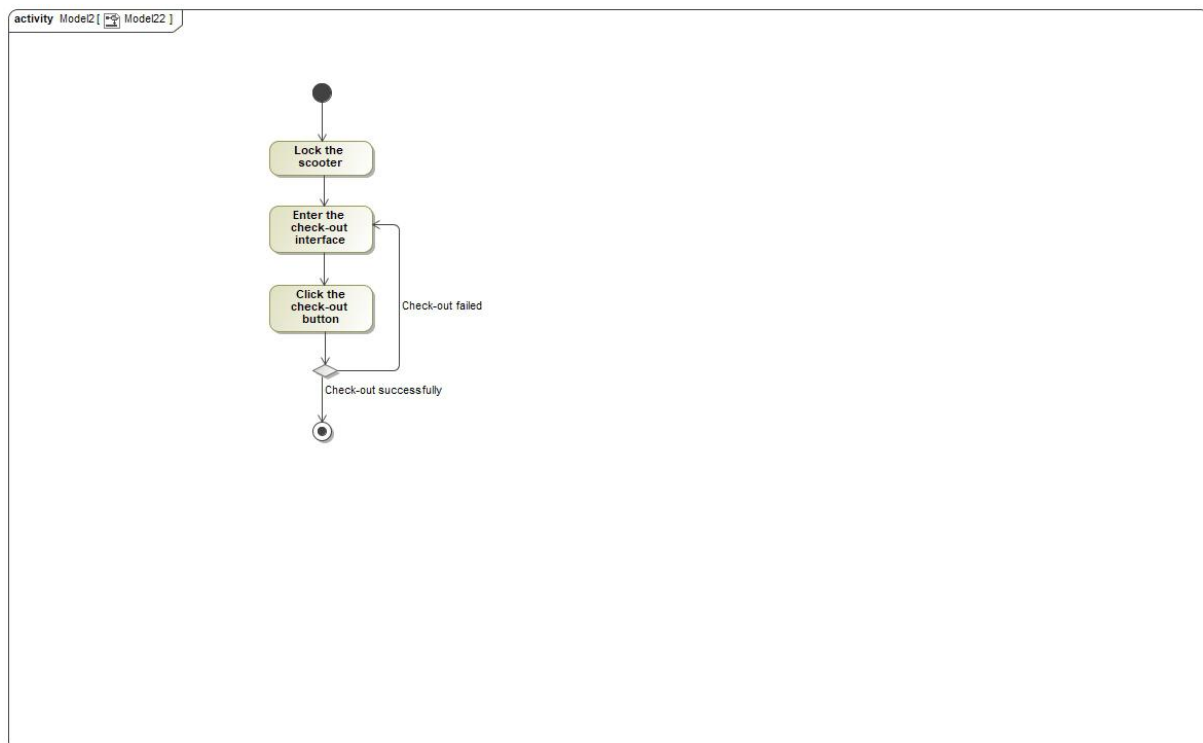 activity Model2 [ Model22 ]
Lock the
scooter
Enter the
check-out
interface
Click the
check-out
button
Check-out failed
Check-out successfully